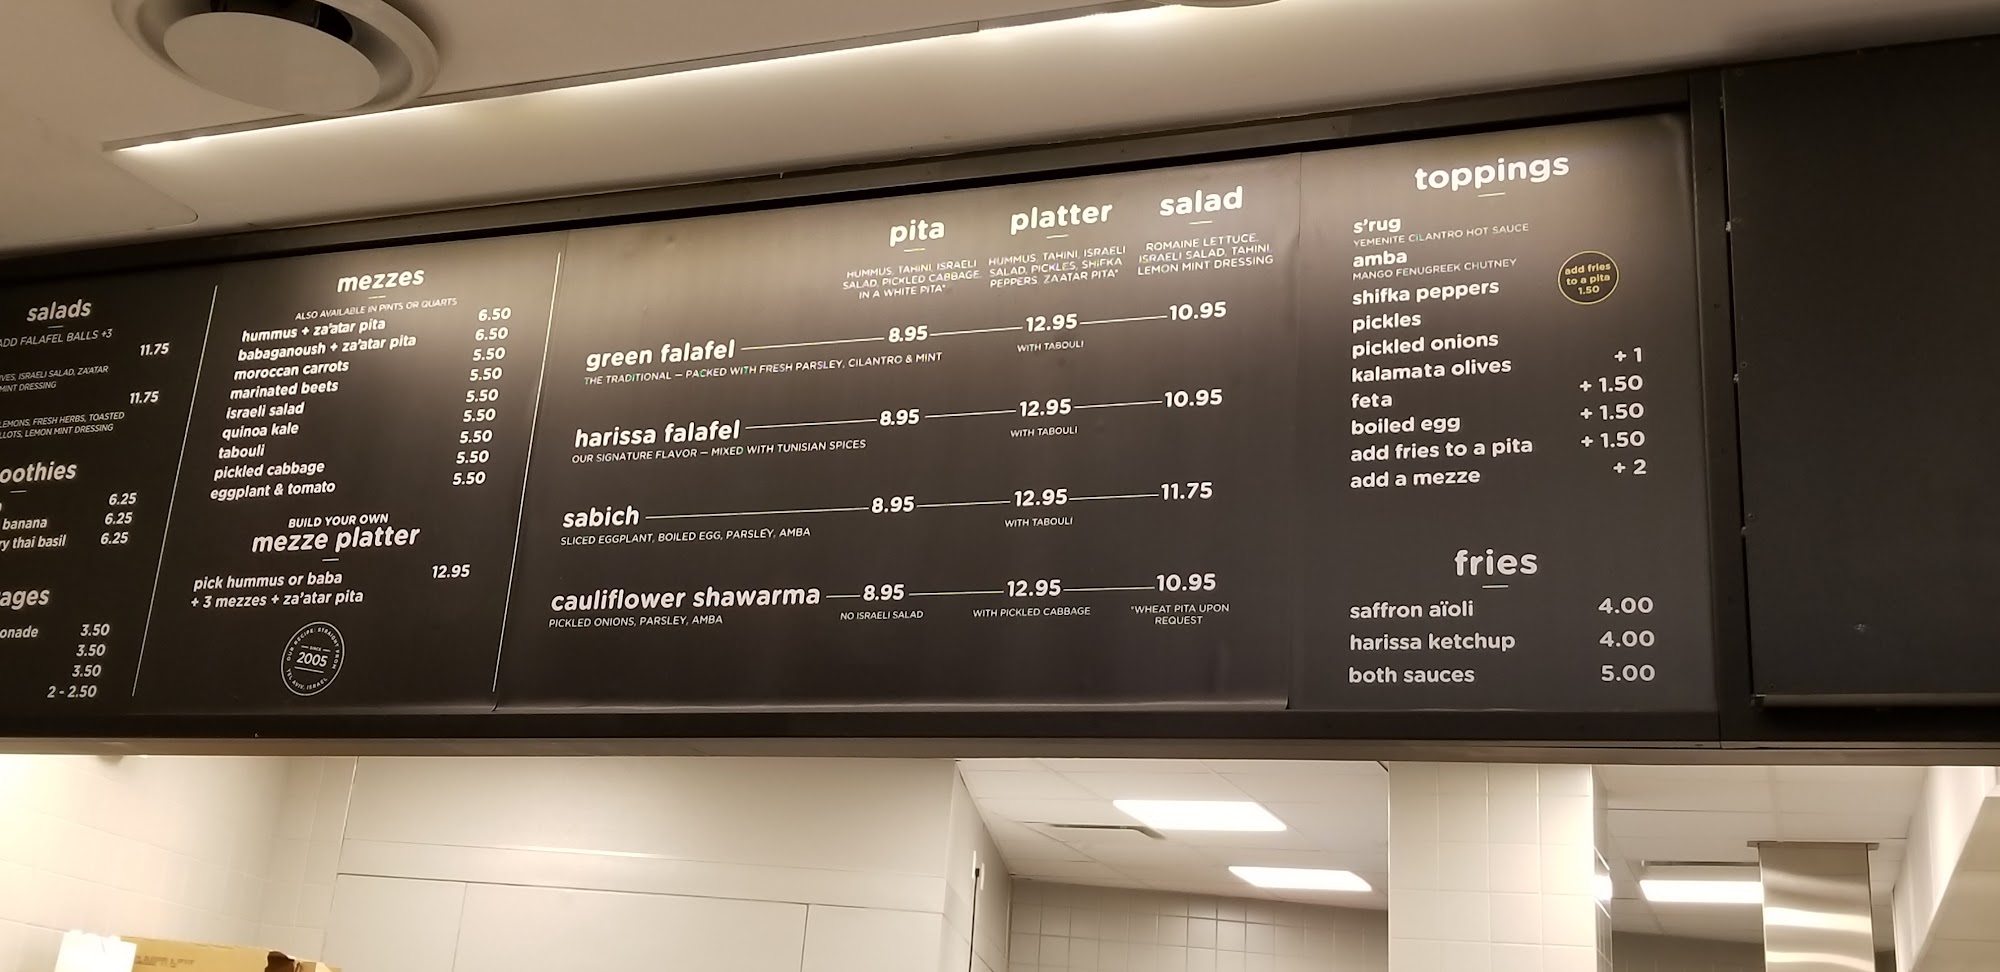 salads
ADD FALAFEL BALLS +3
11.75
ISRAELI SALAD, ZA'ATAR
MINT DRESSING
11.75
LEMONS, FRESH HERBS, TOASTED
LEMON MINT DRESSING
oothies
6.25
banana 6.25
ry thai basil 6.25
ages
onade 3.50
3.50
3.50
2 - 2.50
mezzes
ALSO AVAILABLE IN PINTS OR QUARTS
hummus + za'atar pita 6.50
babaganoush + za'atar pita 6.50
moroccan carrots 5.50
marinated beets 5.50
israeli salad 5.50
quinoa kale 5.50
tabouli 5.50
pickled cabbage 5.50
eggplant & tomato 5.50
BUILD YOUR OWN
mezze platter
pick hummus or baba 12.95
+ 3 mezzes + za'atar pita
OUR RECIPE: STRAIGHT FROM
SINCE
2005
TEL AVIV, ISRAEL
pita
HUMMUS, TAHINI, ISRAELI
SALAD, PICKLED CABBAGE
IN A WHITE PITA*
platter
HUMMUS, TAHINI, ISRAELI
SALAD, PICKLES, SHIFKA
PEPPERS, ZA'ATAR PITA*
salad
ROMAINE LETTUCE,
ISRAELI SALAD, TAHINI,
LEMON MINT DRESSING
green falafel 8.95 12.95 10.95
THE TRADITIONAL – PACKED WITH FRESH PARSLEY, CILANTRO & MINT
WITH TABOULI
harissa falafel 8.95 12.95 10.95
OUR SIGNATURE FLAVOR – MIXED WITH TUNISIAN SPICES
WITH TABOULI
sabich 8.95 12.95 11.75
SLICED EGGPLANT, BOILED EGG, PARSLEY, AMBA
WITH TABOULI
cauliflower shawarma 8.95 12.95 10.95
PICKLED ONIONS, PARSLEY, AMBA
NO ISRAELI SALAD
WITH PICKLED CABBAGE
*WHEAT PITA UPON
REQUEST
toppings
s'rug
YEMENITE CILANTRO HOT SAUCE
amba
MANGO FENUGREEK CHUTNEY
shifka peppers
pickles
pickled onions
kalamata olives + 1
feta + 1.50
boiled egg + 1.50
add fries to a pita + 1.50
add a mezze + 2
add fries
to a pita
1.50
fries
saffron aïoli 4.00
harissa ketchup 4.00
both sauces 5.00